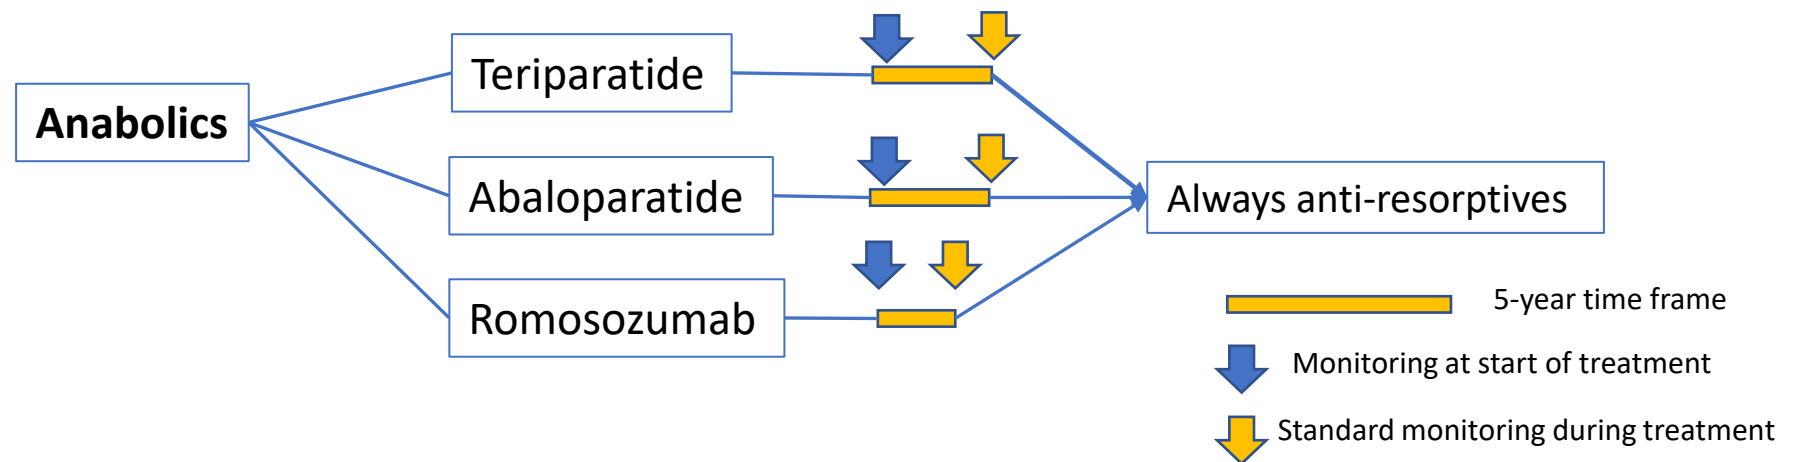 Anabolics
Teriparatide
Abaloparatide
Romosozumab
Always anti-resorptives
5-year time frame
Monitoring at start of treatment
Standard monitoring during treatment